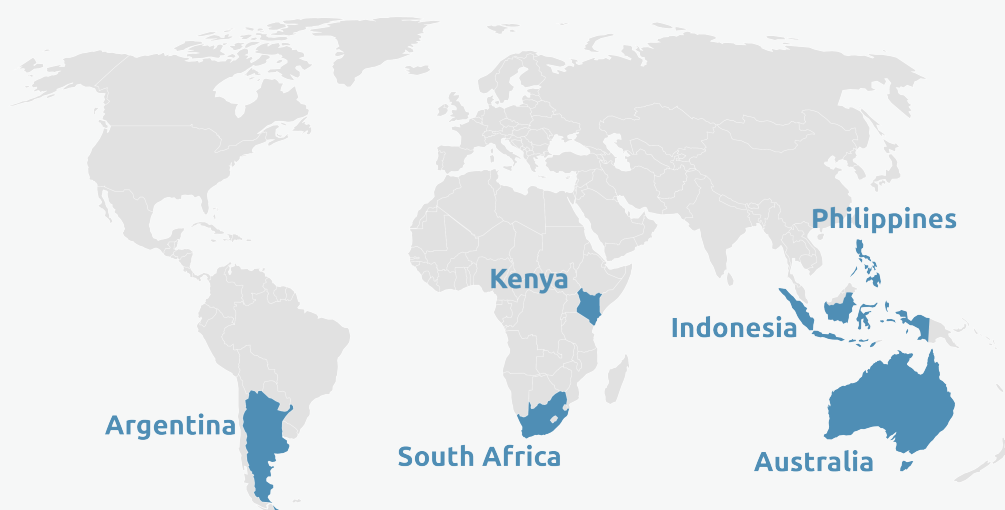 Philippines
Kenya
Indonesia
Argentina
South Africa
Australia